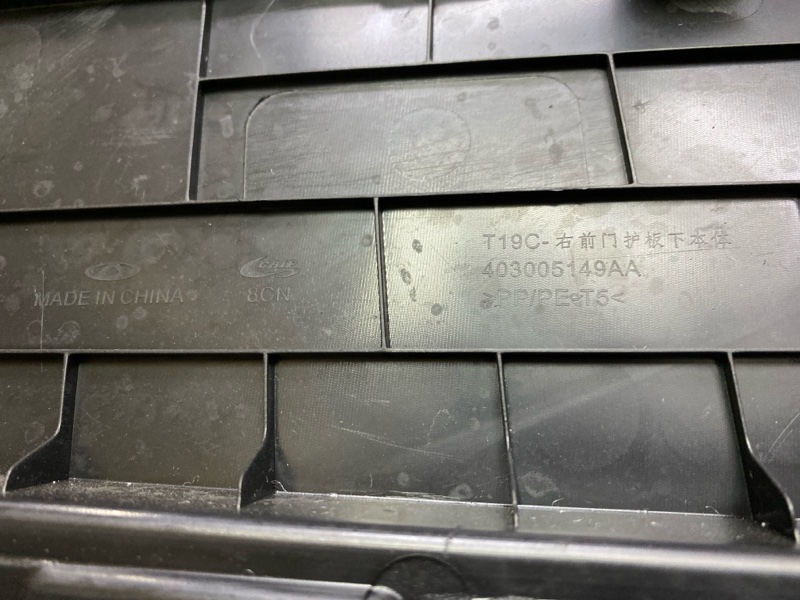 MADE IN CHINA
8CN
T19C-右前门护板下本体
403005149AA
>PP/PE-T5<